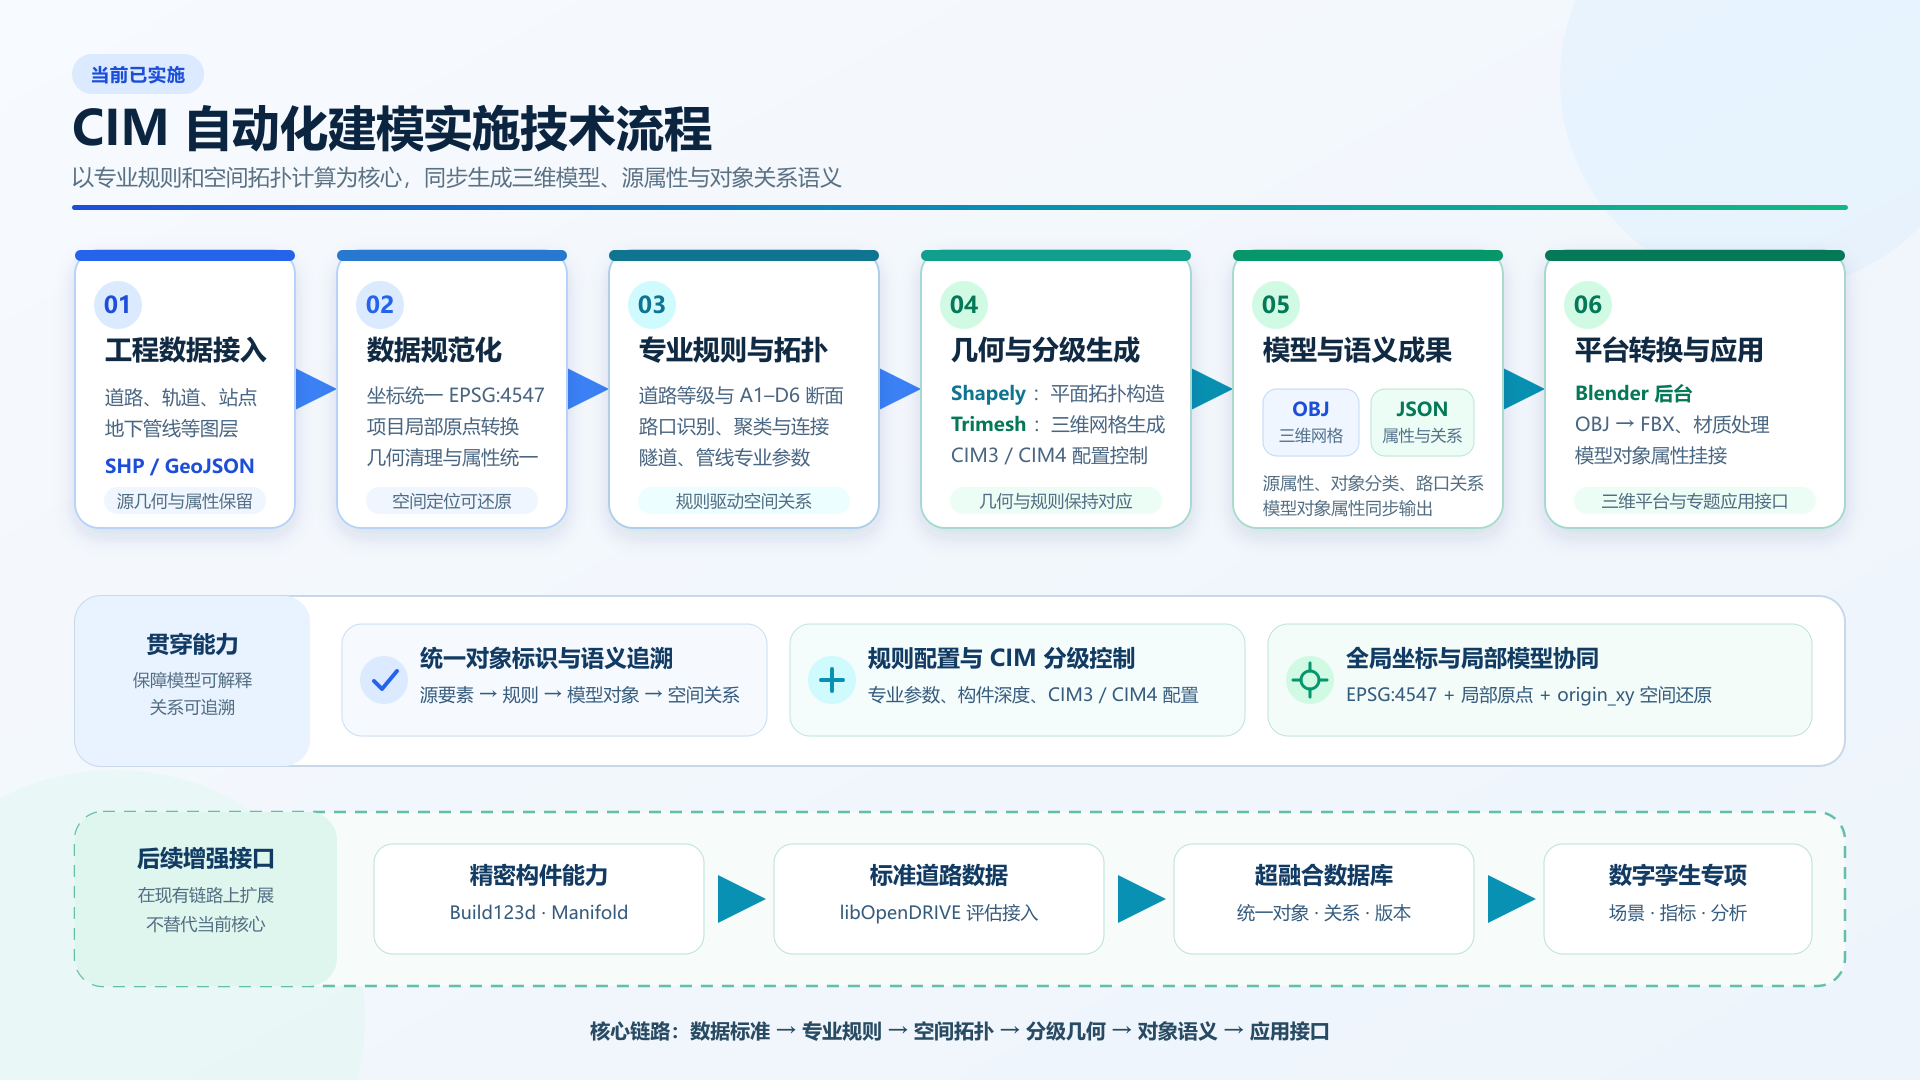 当前已实施
CIM 自动化建模实施技术流程
以专业规则和空间拓扑计算为核心，同步生成三维模型、源属性与对象关系语义
01
工程数据接入
道路、轨道、站点
地下管线等图层
SHP / GeoJSON
源几何与属性保留
02
数据规范化
坐标统一 EPSG:4547
项目局部原点转换
几何清理与属性统一
空间定位可还原
03
专业规则与拓扑
道路等级与 A1–D6 断面
路口识别、聚类与连接
隧道、管线专业参数
规则驱动空间关系
04
几何与分级生成
Shapely ：平面拓扑构造
Trimesh ：三维网格生成
CIM3 / CIM4 配置控制
几何与规则保持对应
05
模型与语义成果
OBJ
三维网格
JSON
属性与关系
源属性、对象分类、路口关系
模型对象属性同步输出
06
平台转换与应用
Blender 后台
OBJ → FBX、材质处理
模型对象属性挂接
三维平台与专题应用接口
贯穿能力
保障模型可解释
关系可追溯
统一对象标识与语义追溯
源要素 → 规则 → 模型对象 → 空间关系
规则配置与 CIM 分级控制
专业参数、构件深度、CIM3 / CIM4 配置
全局坐标与局部模型协同
EPSG:4547 + 局部原点 + origin_xy 空间还原
后续增强接口
在现有链路上扩展
不替代当前核心
精密构件能力
Build123d · Manifold
标准道路数据
libOpenDRIVE 评估接入
超融合数据库
统一对象 · 关系 · 版本
数字孪生专项
场景 · 指标 · 分析
核心链路：数据标准 → 专业规则 → 空间拓扑 → 分级几何 → 对象语义 → 应用接口